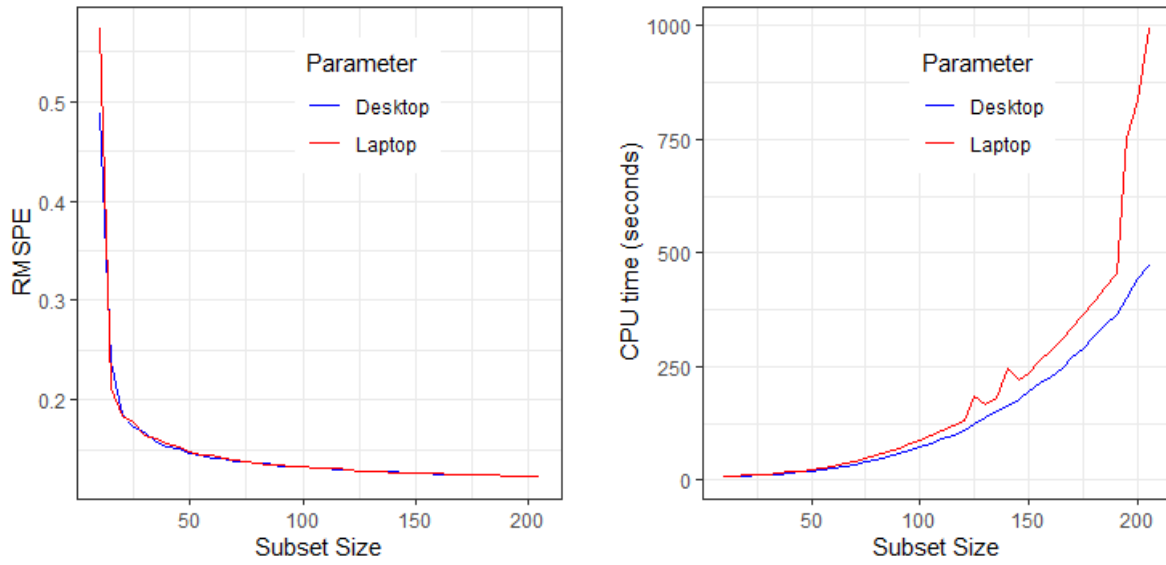 RMSPE
0.5
0.4
0.3
0.2
Parameter
Desktop
Laptop
50
100
150
200
Subset Size
CPU time (seconds)
1000
750
500
250
0
Parameter
Desktop
Laptop
50
100
150
200
Subset Size